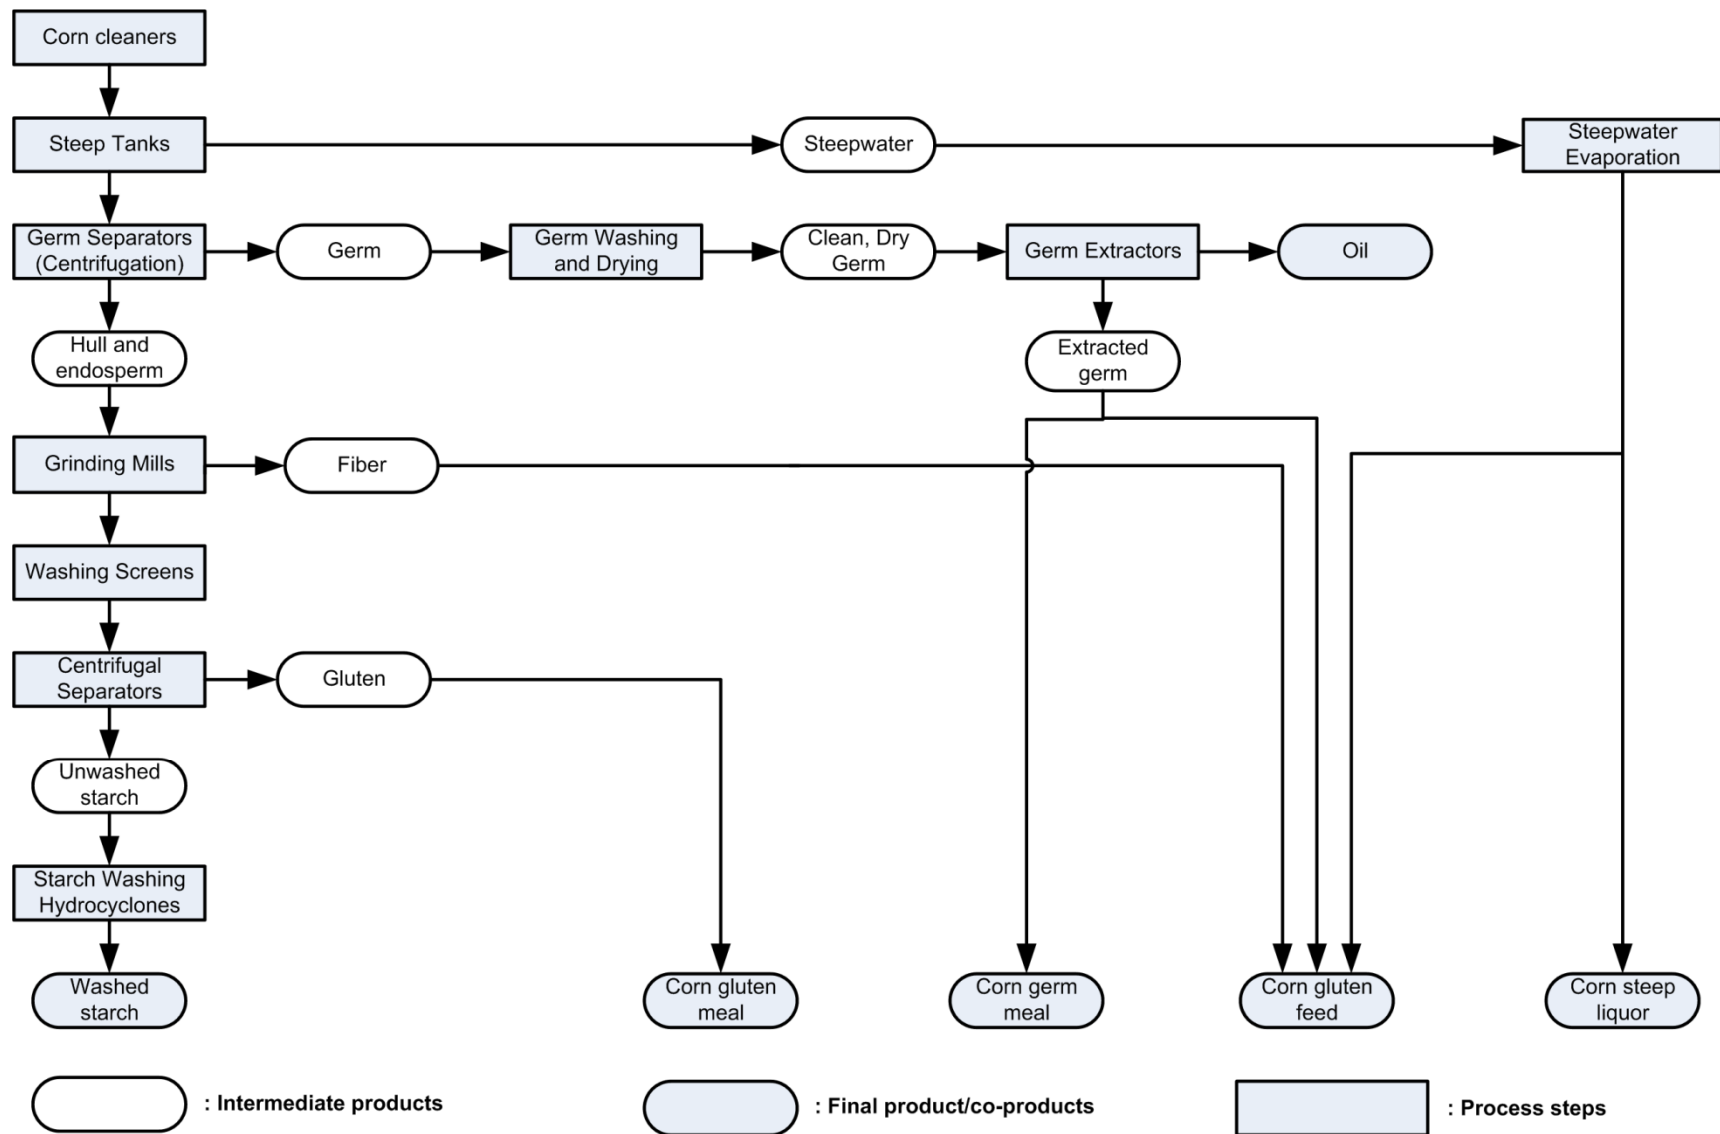 Corn cleaners
Steep Tanks
Steepwater
Steepwater
Evaporation
Germ Separators
(Centrifugation)
Germ
Germ Washing
and Drying
Clean, Dry
Germ
Germ Extractors
Oil
Hull and
endosperm
Extracted
germ
Grinding Mills
Fiber
Washing Screens
Centrifugal
Separators
Gluten
Unwashed
starch
Starch Washing
Hydrocyclones
Washed
starch
Corn gluten
meal
Corn germ
meal
Corn gluten
feed
Corn steep
liquor
: Intermediate products
: Final product/co-products
: Process steps